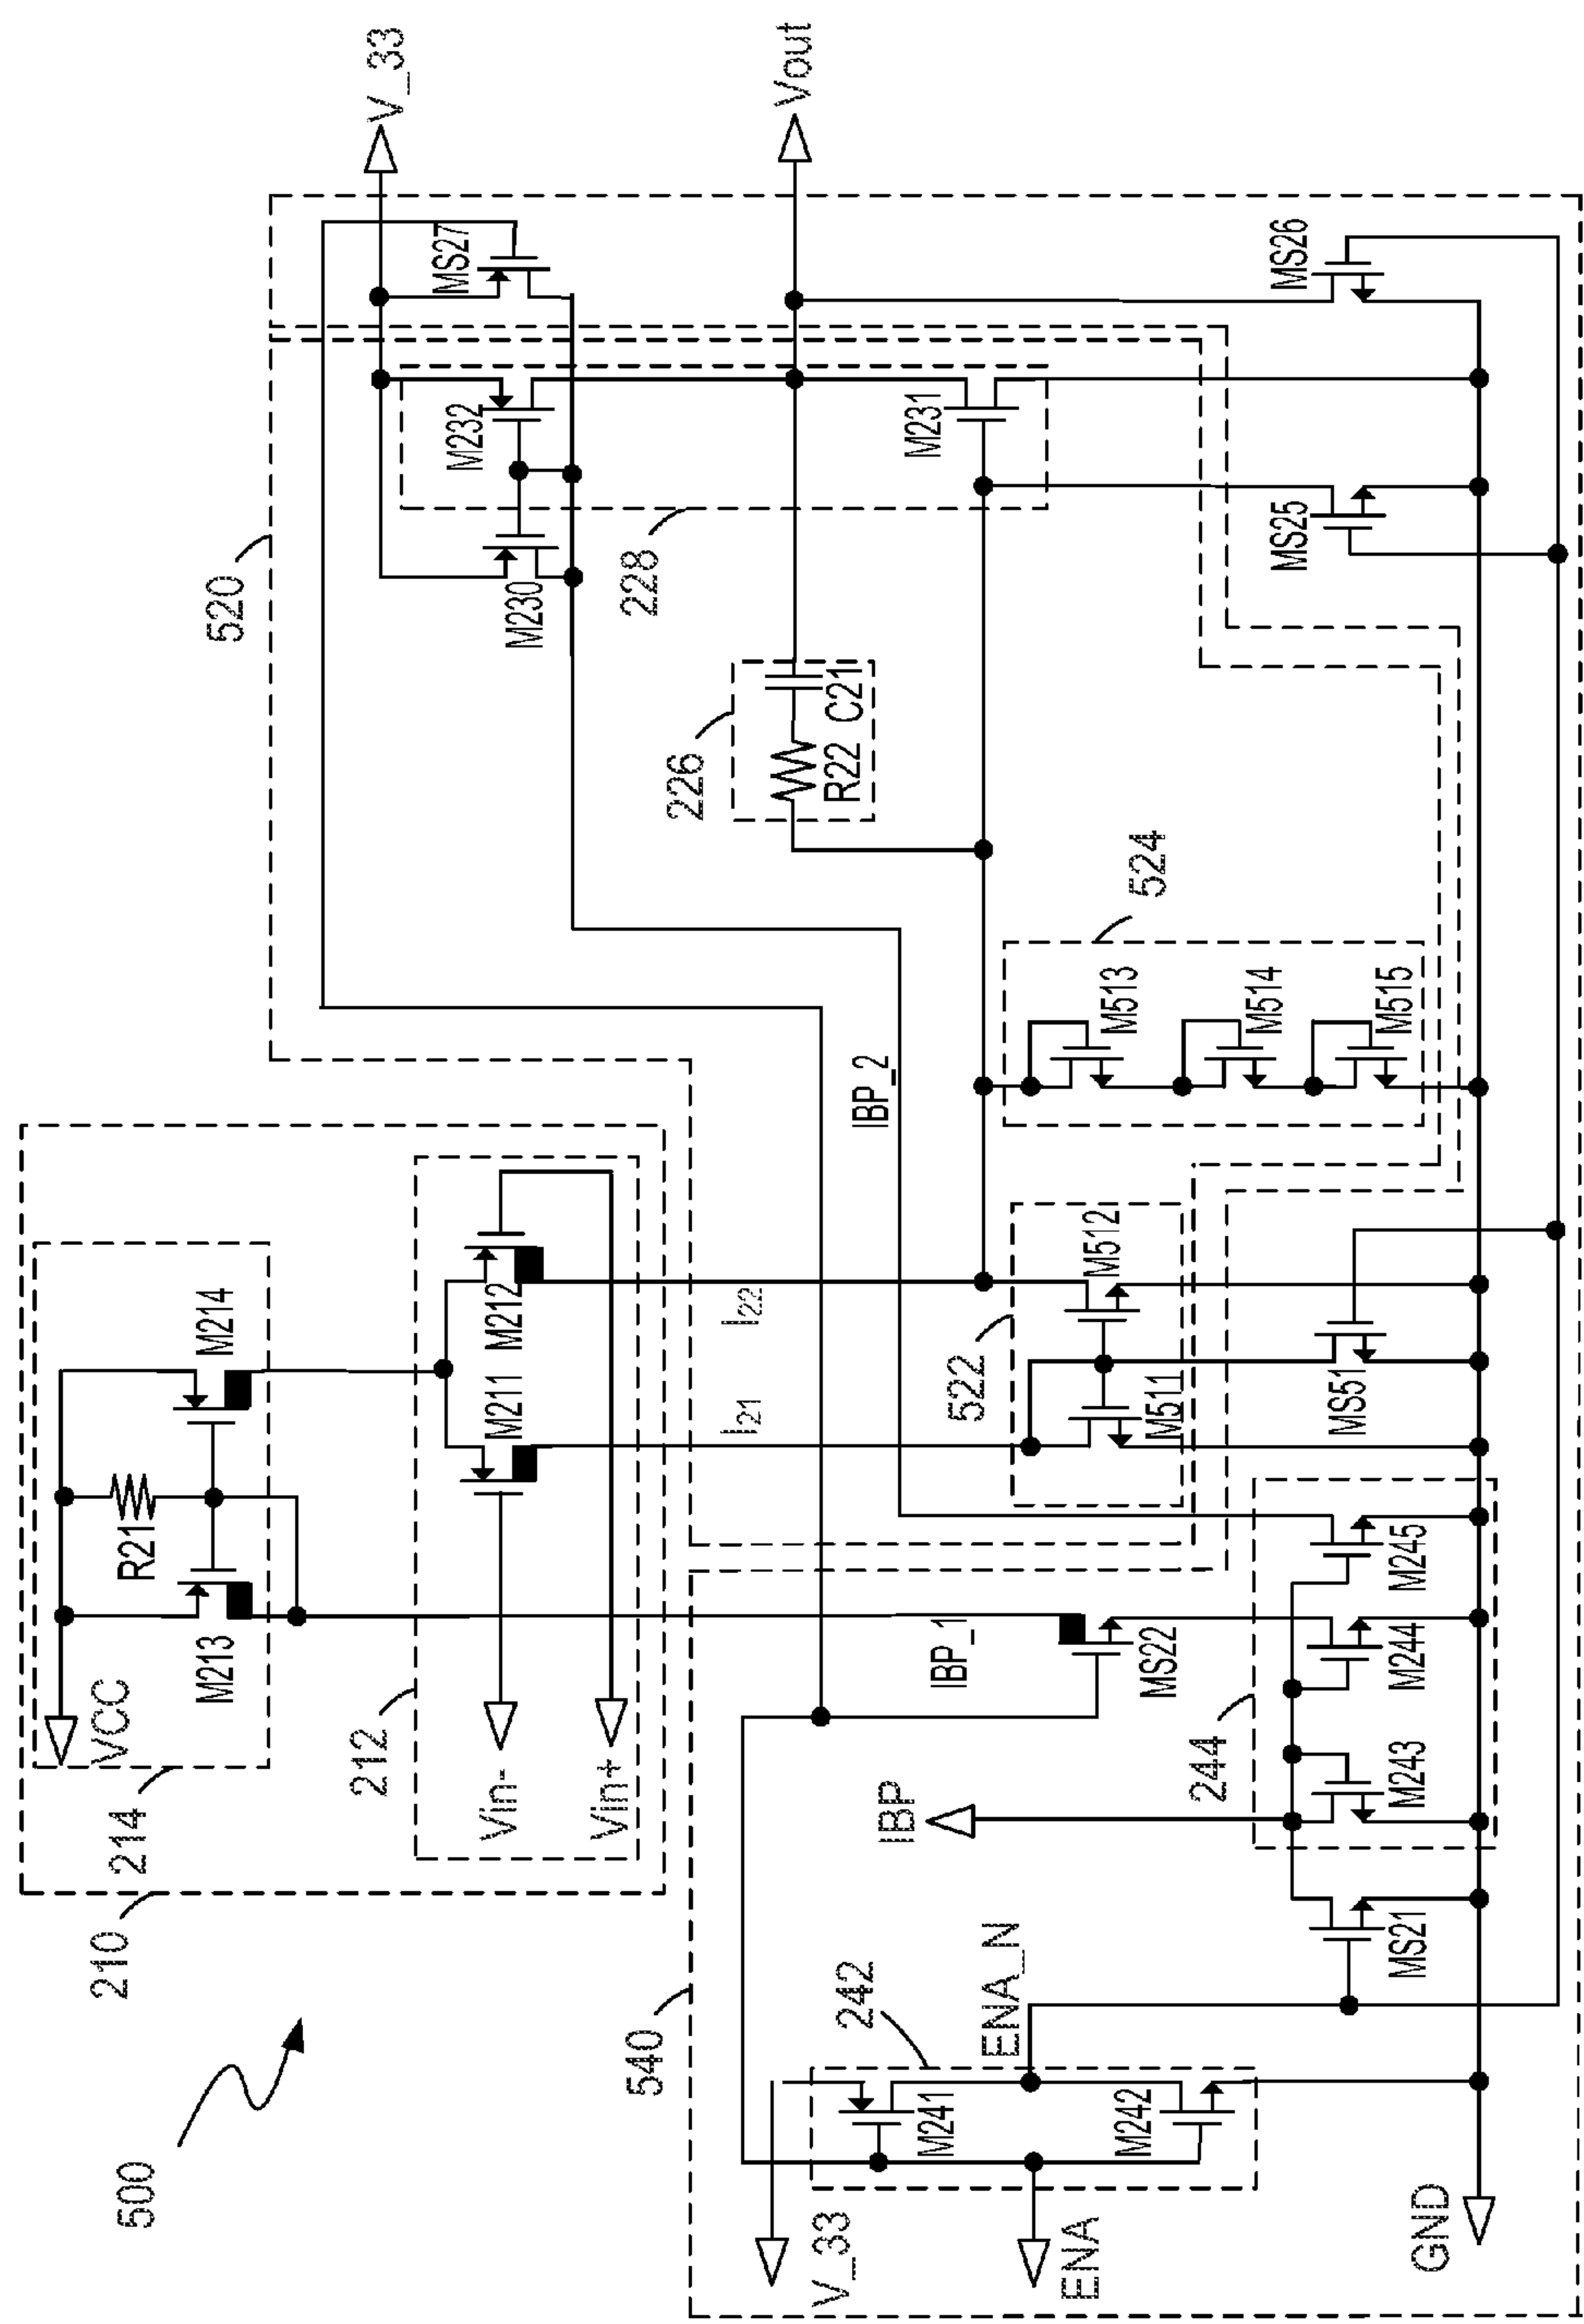 500
210
214
VCC
M213
R21
M214
212
Vin-
Vin+
M211
M212
I21
I22
520
V_33
MS27
M232
M230
228
Vout
226
R22
C21
M231
IBP_2
524
M513
M514
M515
522
M511
M512
MS51
MS25
MS26
540
242
V_33
ENA
M241
M242
ENA_N
IBP
IBP_1
MS22
244
MS21
M243
M244
M245
GND